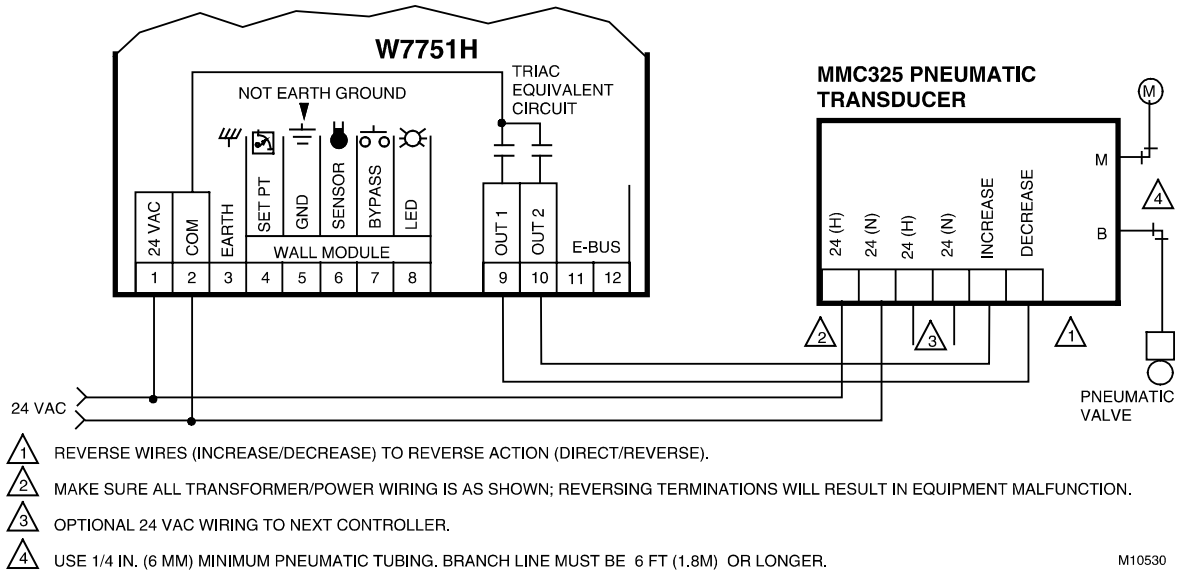 W7751H
TRIAC
EQUIVALENT
CIRCUIT
NOT EARTH GROUND
24 VAC
COM
EARTH
SET PT
GND
SENSOR
BYPASS
LED
WALL MODULE
OUT 1
OUT 2
E-BUS
1
2
3
4
5
6
7
8
9
10
11
12
MMC325 PNEUMATIC
TRANSDUCER
M
M
B
4
24 (H)
24 (N)
24 (H)
24 (N)
INCREASE
DECREASE
2
3
1
PNEUMATIC
VALVE
24 VAC
1 REVERSE WIRES (INCREASE/DECREASE) TO REVERSE ACTION (DIRECT/REVERSE).
2 MAKE SURE ALL TRANSFORMER/POWER WIRING IS AS SHOWN; REVERSING TERMINATIONS WILL RESULT IN EQUIPMENT MALFUNCTION.
3 OPTIONAL 24 VAC WIRING TO NEXT CONTROLLER.
4 USE 1/4 IN. (6 MM) MINIMUM PNEUMATIC TUBING. BRANCH LINE MUST BE 6 FT (1.8M) OR LONGER.
M10530